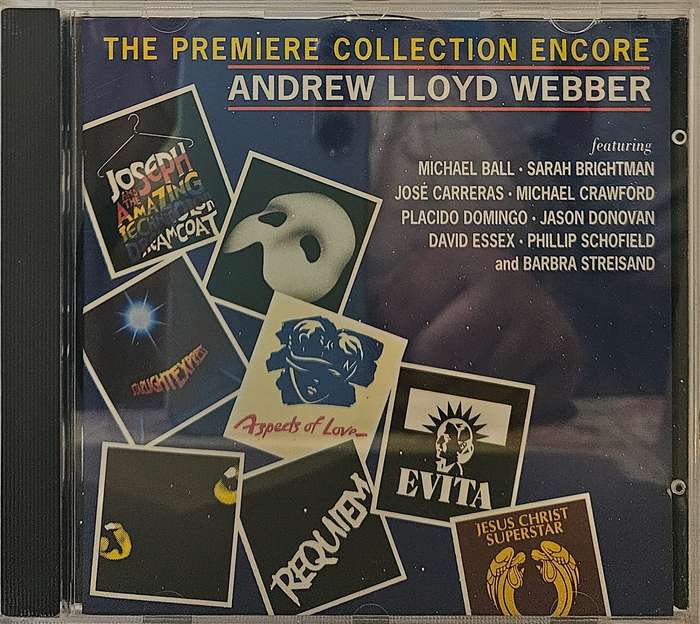 THE PREMIERE COLLECTION ENCORE
ANDREW LLOYD WEBBER
featuring
MICHAEL BALL · SARAH BRIGHTMAN
JOSÉ CARRERAS · MICHAEL CRAWFORD
PLACIDO DOMINGO · JASON DONOVAN
DAVID ESSEX · PHILLIP SCHOFIELD
and BARBRA STREISAND
JOSEPH
AND THE
AMAZING
TECHNICOLOR
DREAMCOAT
STARLIGHT EXPRESS
Aspects of Love
EVITA
REQUIEM
JESUS CHRIST
SUPERSTAR